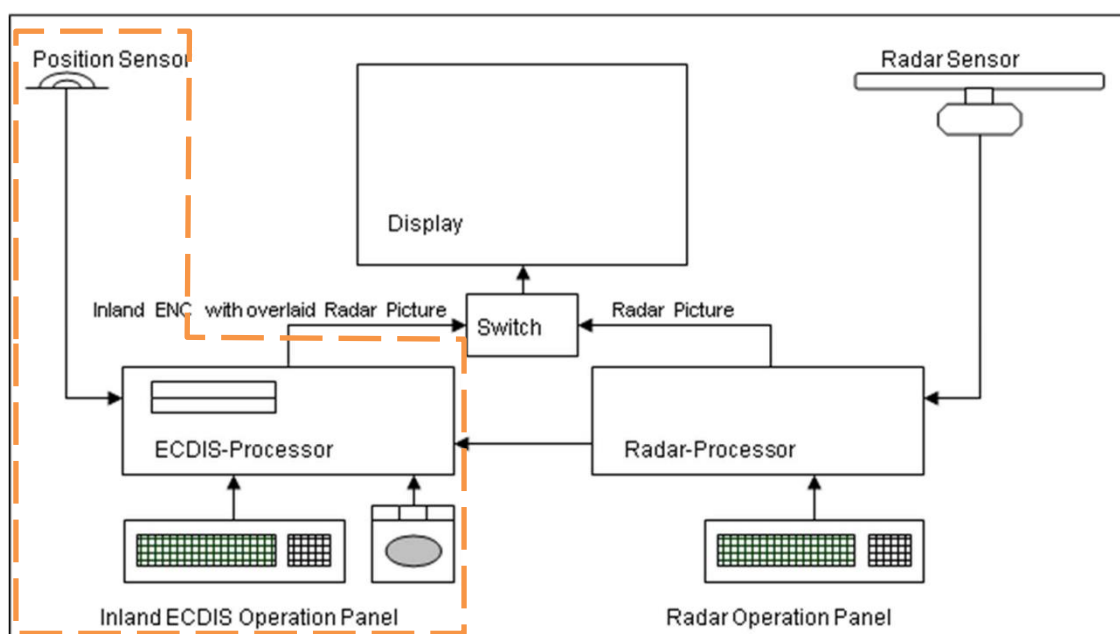 Position Sensor
Radar Sensor
Display
Inland ENC with overlaid Radar Picture
Switch
Radar Picture
ECDIS-Processor
Radar-Processor
Inland ECDIS Operation Panel
Radar Operation Panel